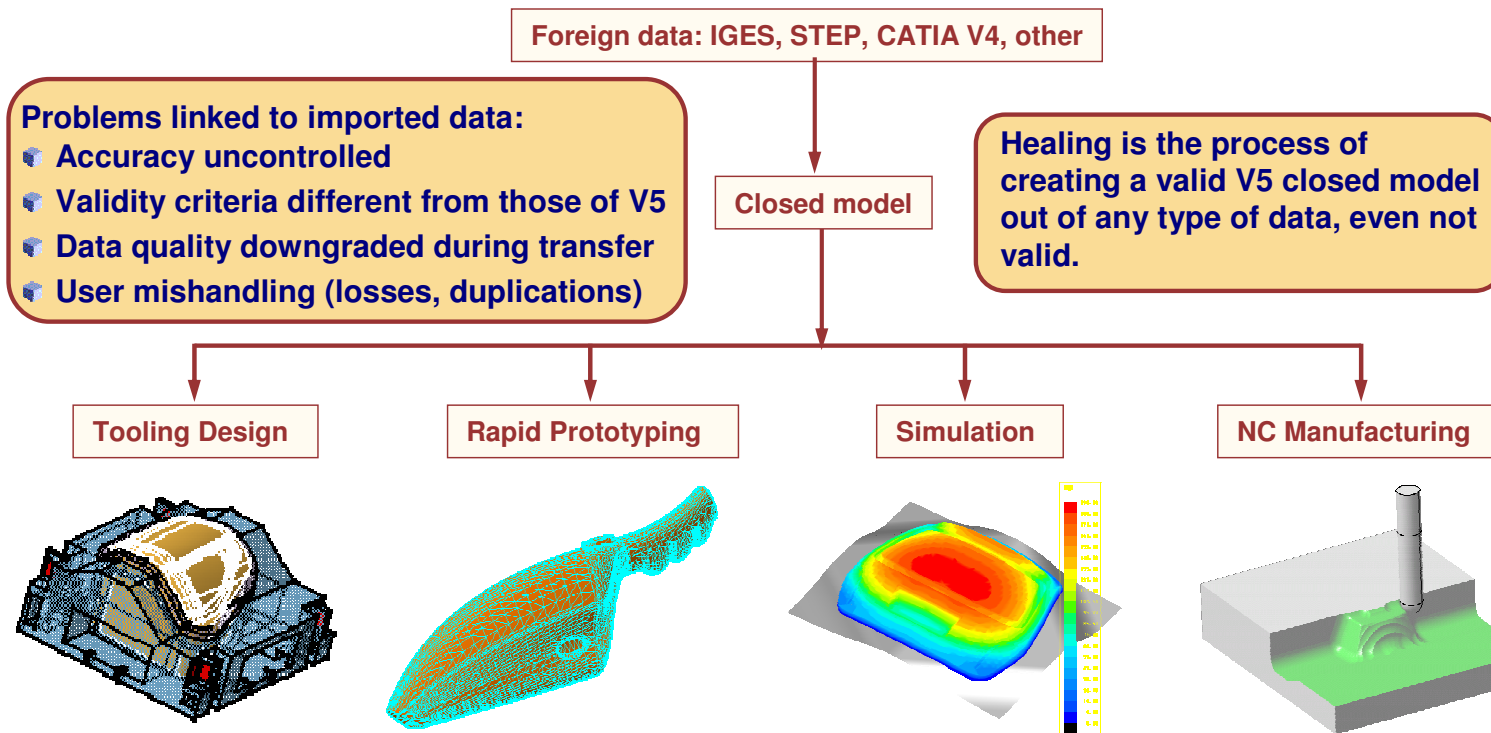 Foreign data: IGES, STEP, CATIA V4, other
Problems linked to imported data:
Accuracy uncontrolled
Validity criteria different from those of V5
Data quality downgraded during transfer
User mishandling (losses, duplications)
Closed model
Healing is the process of
creating a valid V5 closed model
out of any type of data, even not
valid.
Tooling Design
Rapid Prototyping
Simulation
NC Manufacturing